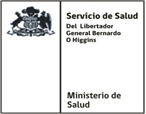 Servicio de Salud
Del Libertador
General Bernardo
O Higgins
Ministerio de
Salud